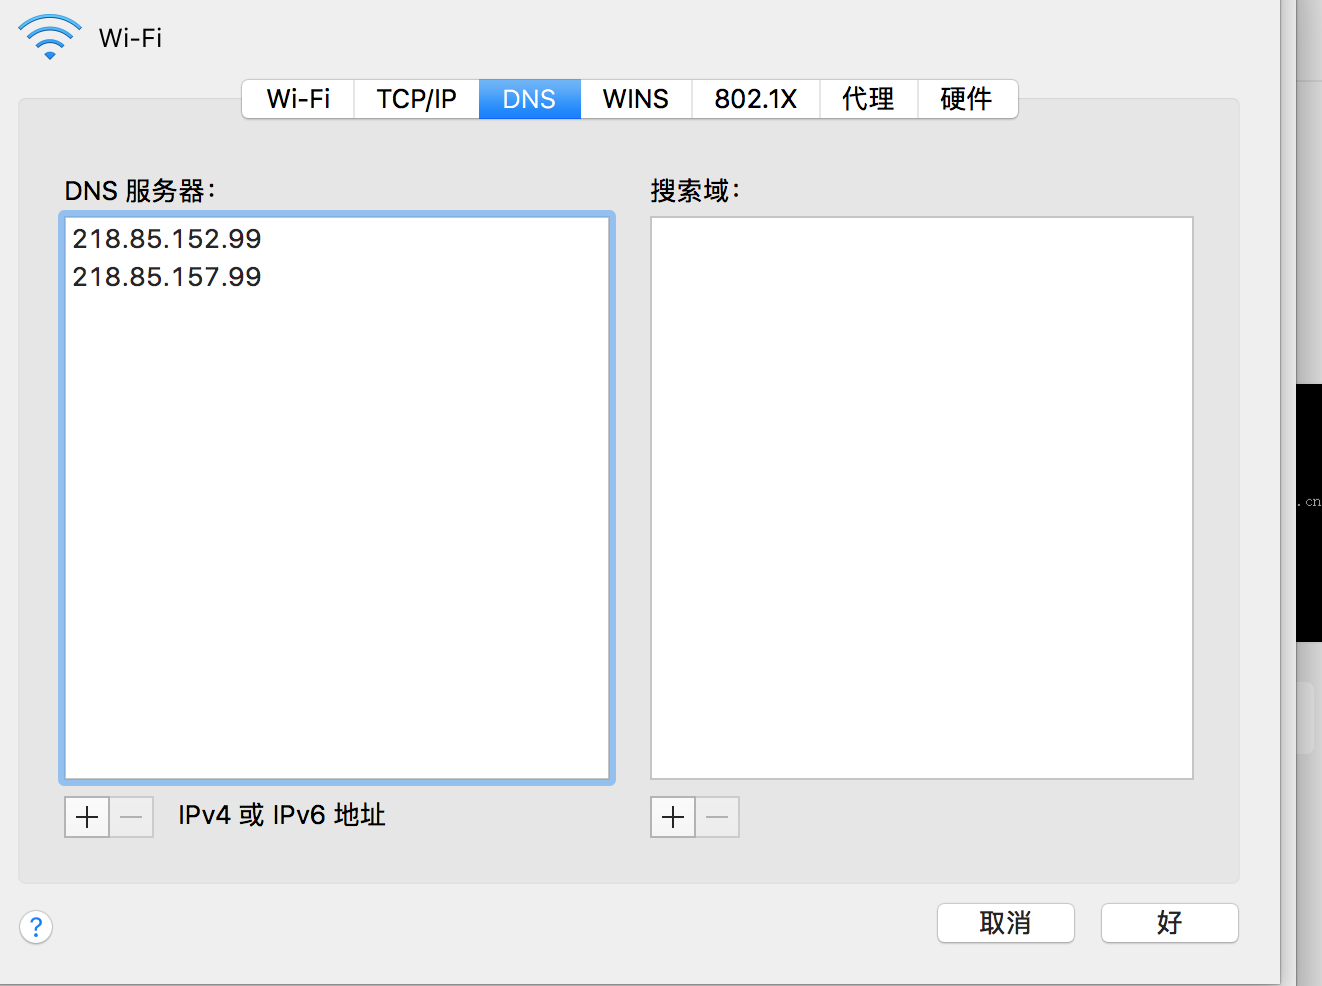 Wi-Fi
Wi-Fi TCP/IP DNS WINS 802.1X 代理 硬件
DNS 服务器：
搜索域：
218.85.152.99
218.85.157.99
.cn
+ − IPv4 或 IPv6 地址
+ −
? 取消 好